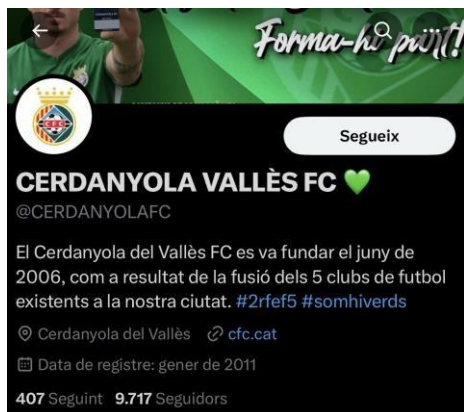 Forma-ho part!
CFC
Segueix
CERDANYOLA VALLÈS FC 💚
@CERDANYOLAFC
El Cerdanyola del Vallès FC es va fundar el juny de
2006, com a resultat de la fusió dels 5 clubs de futbol
existents a la nostra ciutat. #2rfef5 #somhiverds
Cerdanyola del Vallès cfc.cat
Data de registre: gener de 2011
407 Seguint 9.717 Seguidors